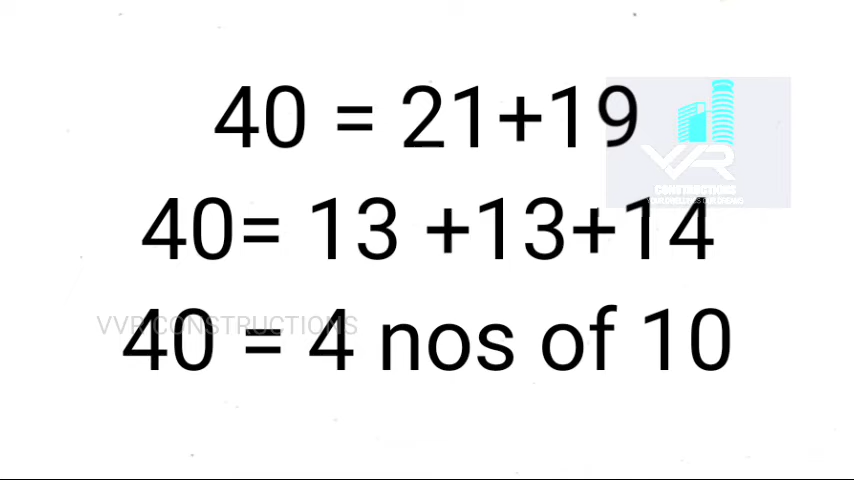 40 = 21+19
VVR
CONSTRUCTIONS
40= 13 +13+14
VVR CONSTRUCTIONS
40 = 4 nos of 10